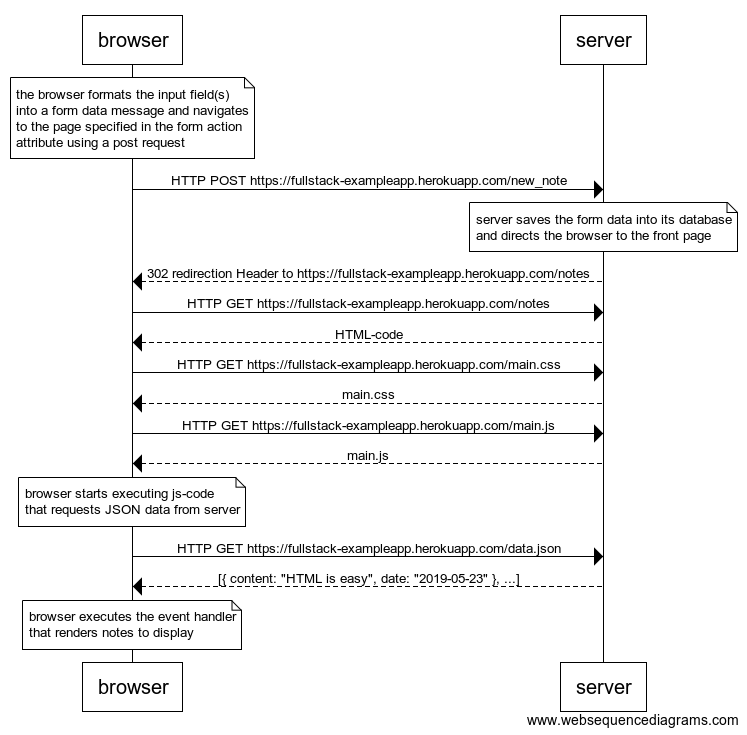 browser
server
the browser formats the input field(s)
into a form data message and navigates
to the page specified in the form action
attribute using a post request
HTTP POST https://fullstack-exampleapp.herokuapp.com/new_note
server saves the form data into its database
and directs the browser to the front page
302 redirection Header to https://fullstack-exampleapp.herokuapp.com/notes
HTTP GET https://fullstack-exampleapp.herokuapp.com/notes
HTML-code
HTTP GET https://fullstack-exampleapp.herokuapp.com/main.css
main.css
HTTP GET https://fullstack-exampleapp.herokuapp.com/main.js
main.js
browser starts executing js-code
that requests JSON data from server
HTTP GET https://fullstack-exampleapp.herokuapp.com/data.json
[{ content: "HTML is easy", date: "2019-05-23" }, ...]
browser executes the event handler
that renders notes to display
browser
server
www.websequencediagrams.com